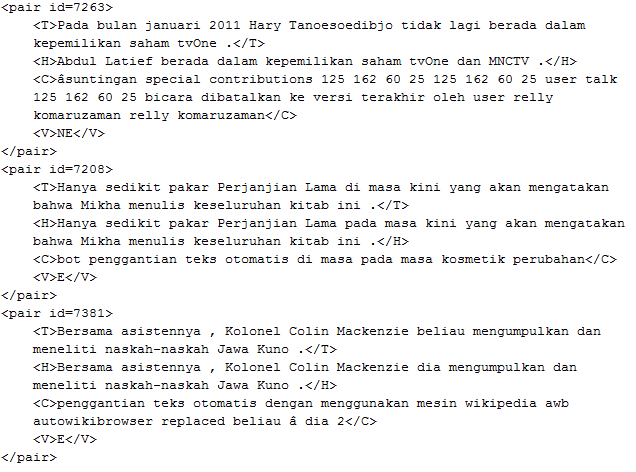 <pair id=7263>
<T>Pada bulan januari 2011 Hary Tanoesoedibjo tidak lagi berada dalam
kepemilikan saham tvOne .</T>
<H>Abdul Latief berada dalam kepemilikan saham tvOne dan MNCTV .</H>
<C>âsuntingan special contributions 125 162 60 25 125 162 60 25 user talk
125 162 60 25 bicara dibatalkan ke versi terakhir oleh user relly
komaruzaman relly komaruzaman</C>
<V>NE</V>
</pair>
<pair id=7208>
<T>Hanya sedikit pakar Perjanjian Lama di masa kini yang akan mengatakan
bahwa Mikha menulis keseluruhan kitab ini .</T>
<H>Hanya sedikit pakar Perjanjian Lama pada masa kini yang akan mengatakan
bahwa Mikha menulis keseluruhan kitab ini .</H>
<C>bot penggantian teks otomatis di masa pada masa kosmetik perubahan</C>
<V>E</V>
</pair>
<pair id=7381>
<T>Bersama asistennya , Kolonel Colin Mackenzie beliau mengumpulkan dan
meneliti naskah-naskah Jawa Kuno .</T>
<H>Bersama asistennya , Kolonel Colin Mackenzie dia mengumpulkan dan
meneliti naskah-naskah Jawa Kuno .</H>
<C>penggantian teks otomatis dengan menggunakan mesin wikipedia awb
autowikibrowser replaced beliau â dia 2</C>
<V>E</V>
</pair>